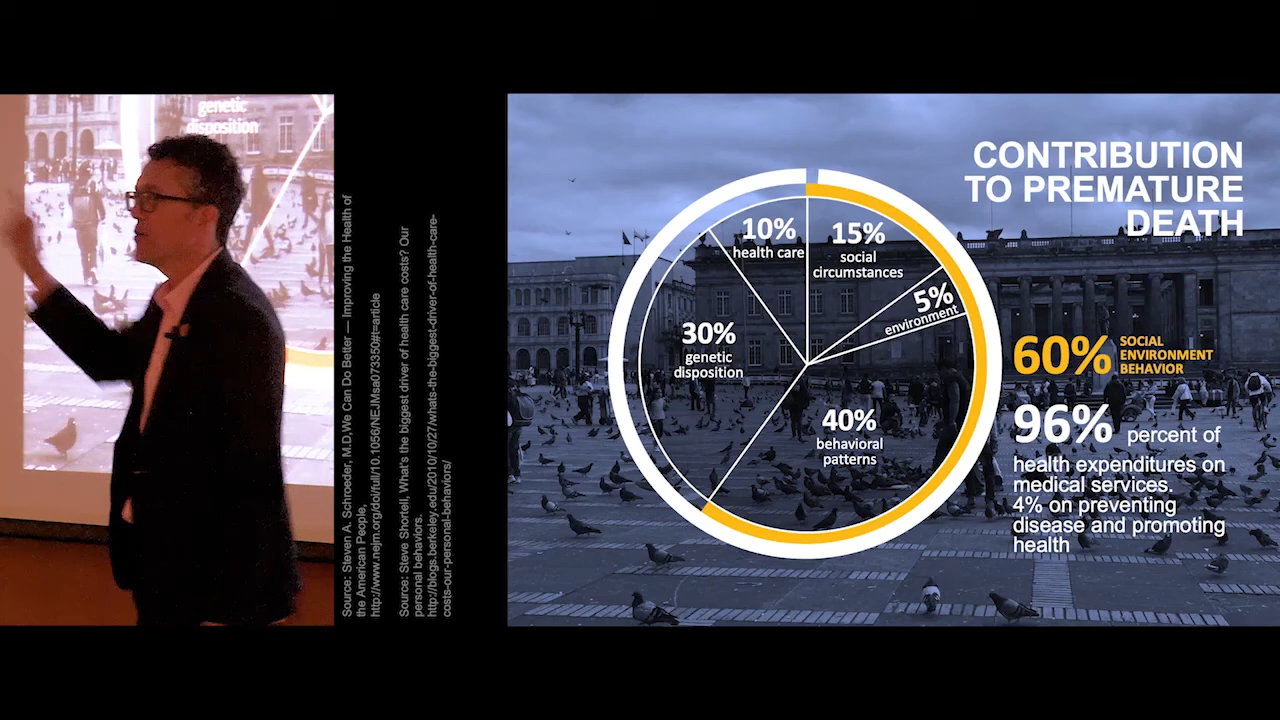 genetic
disposition
Source: Steven A. Schroeder, M.D,We Can Do Better — Improving the Health of
the American People,
http://www.nejm.org/doi/full/10.1056/NEJMsa073350#t=article
Source: Steve Shortell, What's the biggest driver of health care costs? Our
personal behaviors.
http://blogs.berkeley.edu/2010/10/27/whats-the-biggest-driver-of-health-care-
costs-our-personal-behaviors/
CONTRIBUTION
TO PREMATURE
DEATH
10%
health care
15%
social
circumstances
5%
environment
30%
genetic
disposition
40%
behavioral
patterns
60% SOCIAL
ENVIRONMENT
BEHAVIOR
96% percent of
health expenditures on
medical services.
4% on preventing
disease and promoting
health